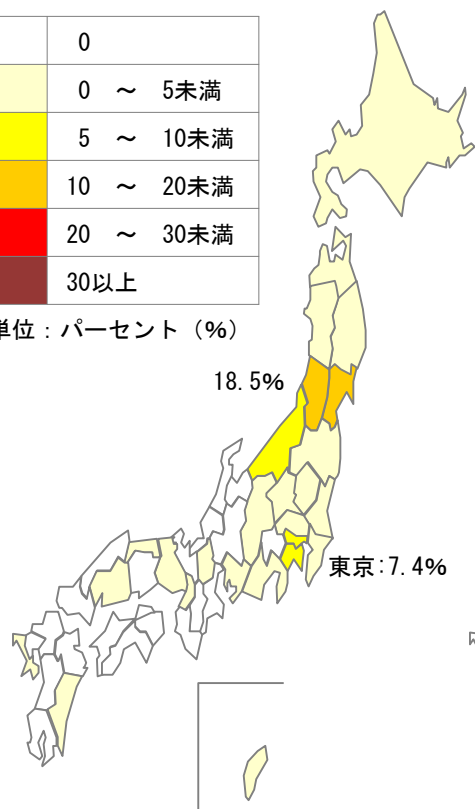 0
0 ～ 5未満
5 ～ 10未満
10 ～ 20未満
20 ～ 30未満
30以上
単位：パーセント（%）
18.5%
東京:7.4%